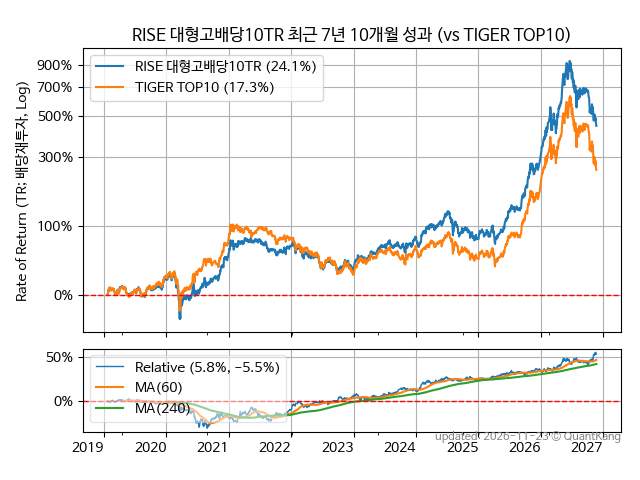 RISE 대형고배당10TR 최근 7년 10개월 성과 (vs TIGER TOP10)
Rate of Return (TR: 배당재투자, Log)
900%
700%
500%
300%
100%
0%
RISE 대형고배당10TR (24.1%)
TIGER TOP10 (17.3%)
50%
0%
Relative (5.8%, -5.5%)
MA(60)
MA(240)
2019
2020
2021
2022
2023
2024
2025
2026
2027
updated: 2026-11-23 © QuantKang